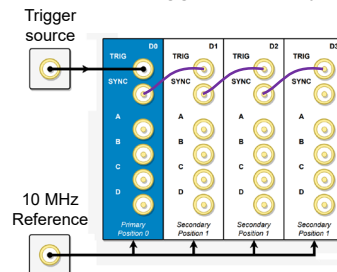 Trigger
source
D0
TRIG
SYNC
A
B
C
D
Primary
Position 0
D1
TRIG
SYNC
A
B
C
D
Secondary
Position 1
D2
TRIG
SYNC
A
B
C
D
Secondary
Position 1
D3
TRIG
SYNC
A
B
C
D
Secondary
Position 1
10 MHz
Reference